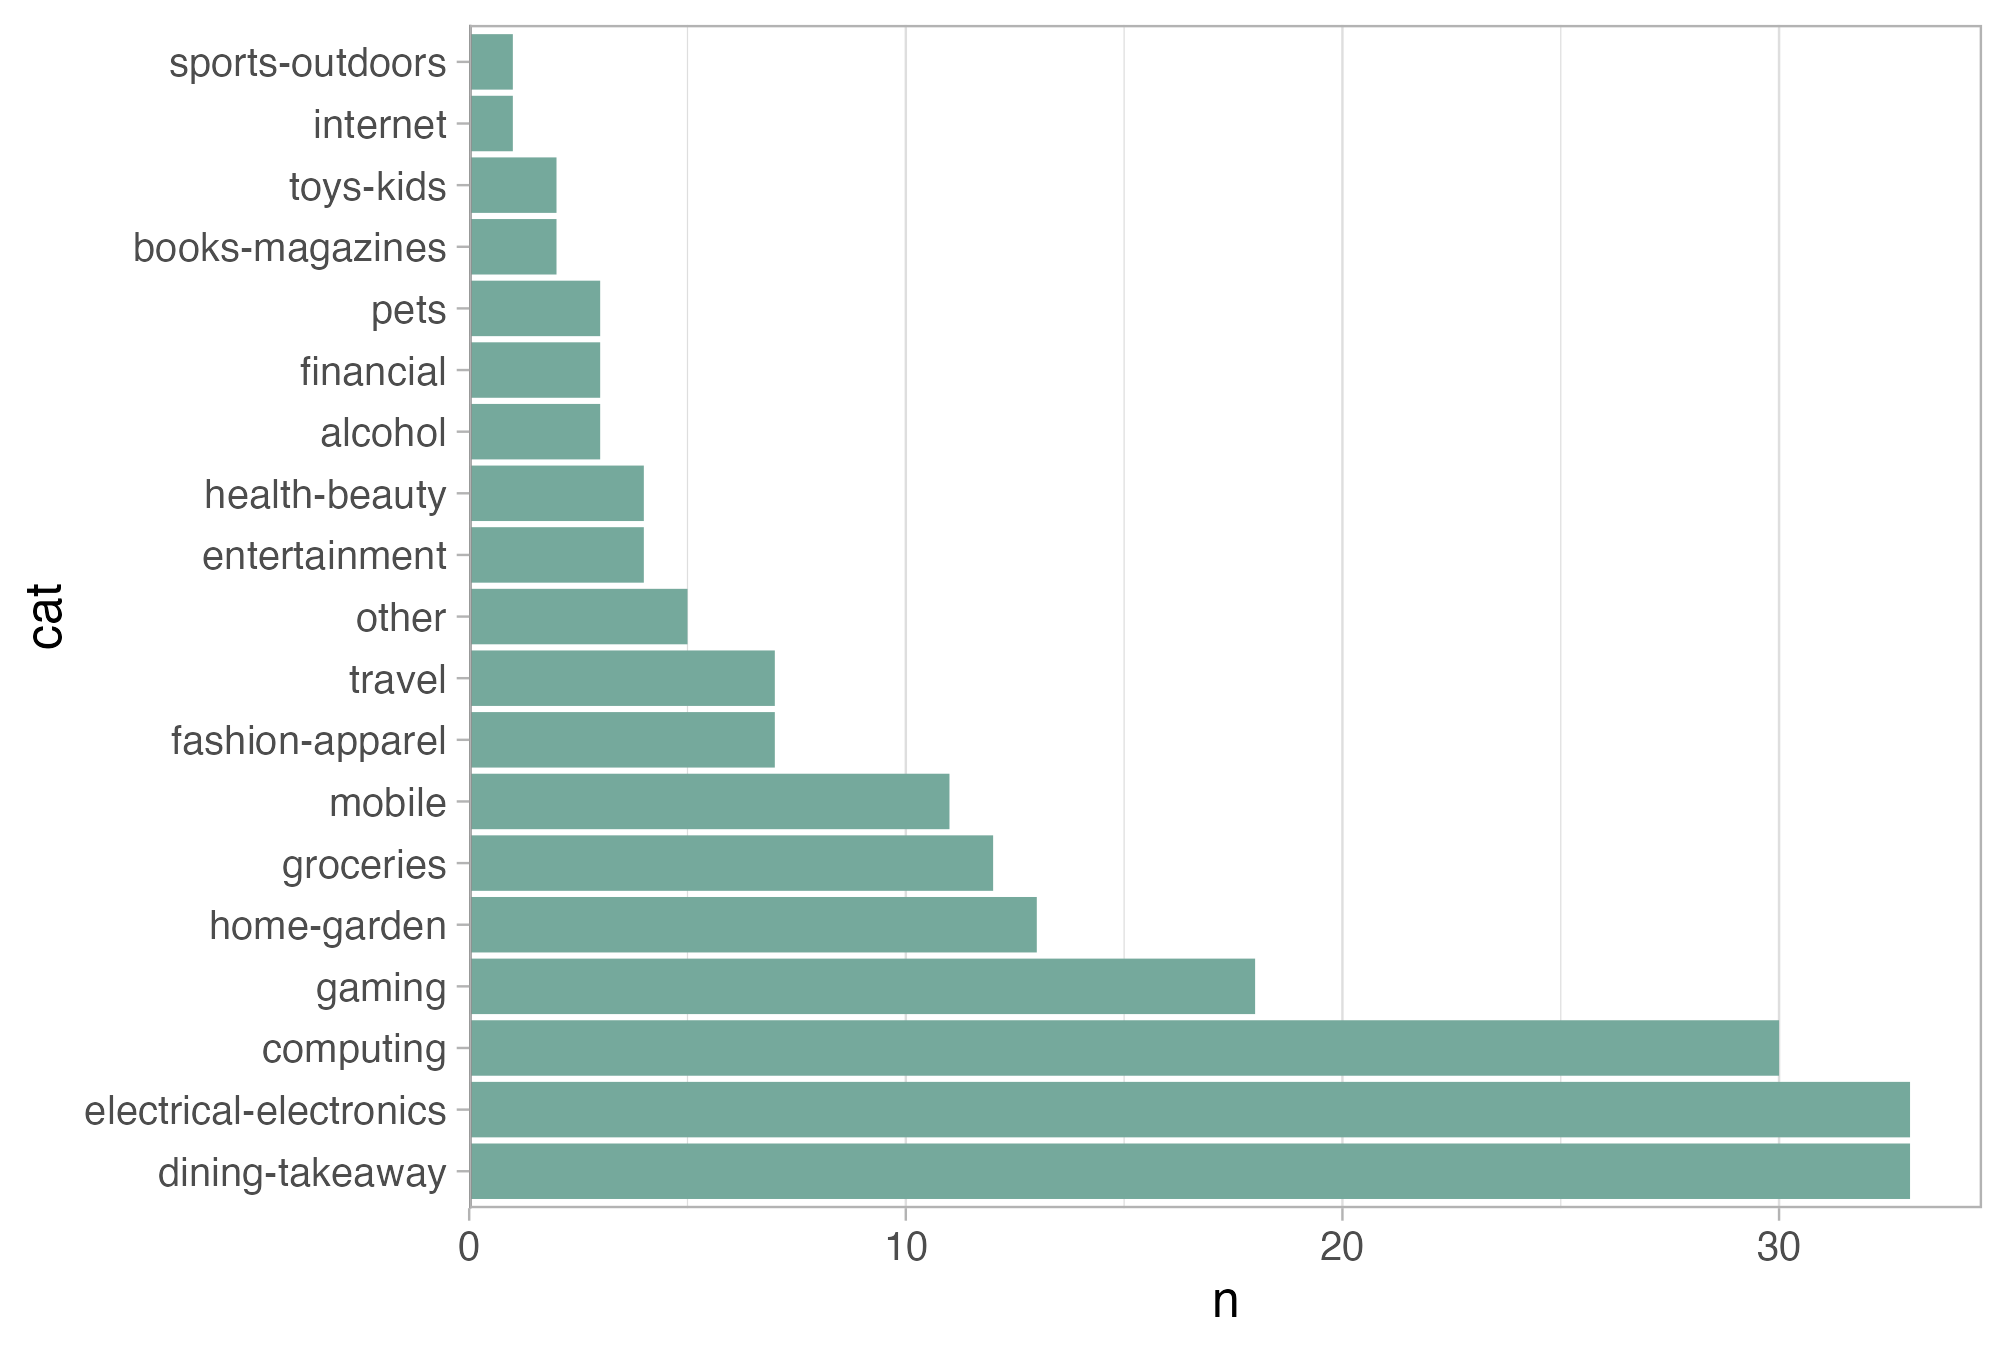 sports-outdoors
internet
toys-kids
books-magazines
pets
financial
alcohol
health-beauty
entertainment
other
travel
fashion-apparel
mobile
groceries
home-garden
gaming
computing
electrical-electronics
dining-takeaway
cat
0 10 20 30
n